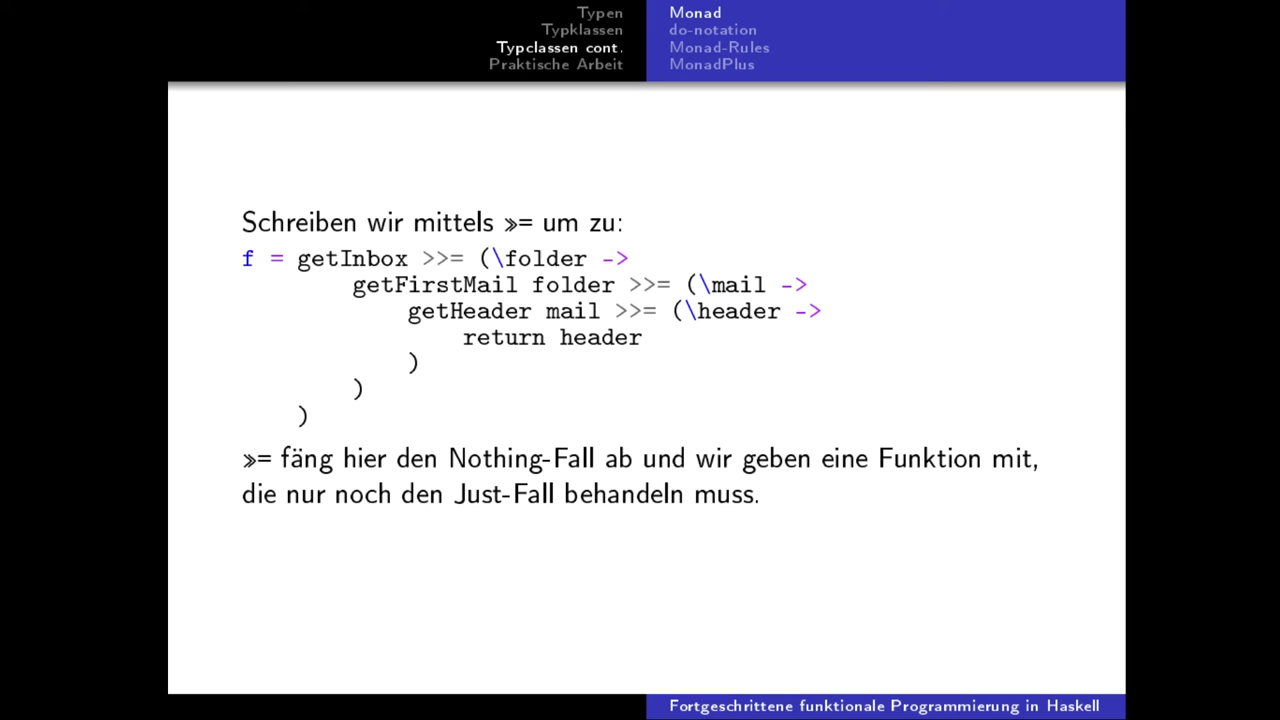 Typen
Typklassen
Typclassen cont.
Praktische Arbeit
Monad
do-notation
Monad-Rules
MonadPlus
Schreiben wir mittels >>= um zu:
f = getInbox >>= (\folder ->
getFirstMail folder >>= (\mail ->
getHeader mail >>= (\header ->
return header
)
)
)
>>= fäng hier den Nothing-Fall ab und wir geben eine Funktion mit,
die nur noch den Just-Fall behandeln muss.
Fortgeschrittene funktionale Programmierung in Haskell